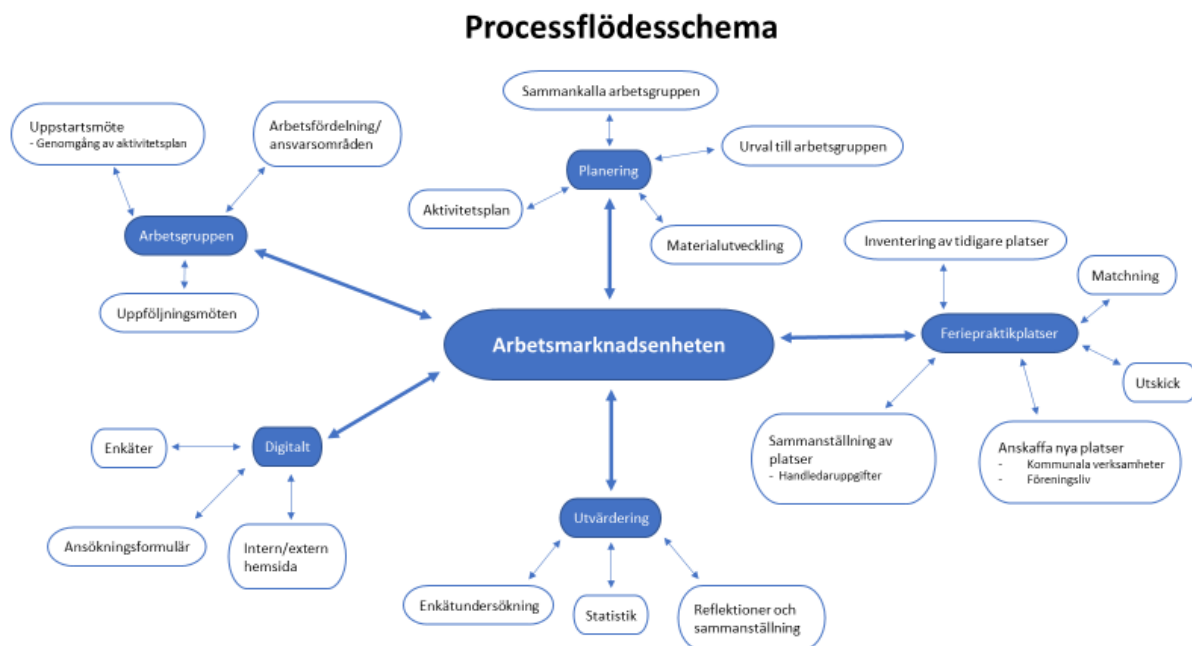 Processflödesschema
Uppstartsmöte
- Genomgång av aktivitetsplan
Arbetsfördelning/
ansvarsområden
Arbetsgruppen
Uppföljningsmöten
Sammankalla arbetsgruppen
Planering
Urval till arbetsgruppen
Aktivitetsplan
Materialutveckling
Inventering av tidigare platser
Matchning
Feriepraktikplatser
Utskick
Sammanställning av
platser
- Handledaruppgifter
Anskaffa nya platser
- Kommunala verksamheter
- Föreningsliv
Arbetsmarknadsenheten
Enkäter
Digitalt
Ansökningsformulär
Intern/extern
hemsida
Utvärdering
Enkätundersökning
Statistik
Reflektioner och
sammanställning